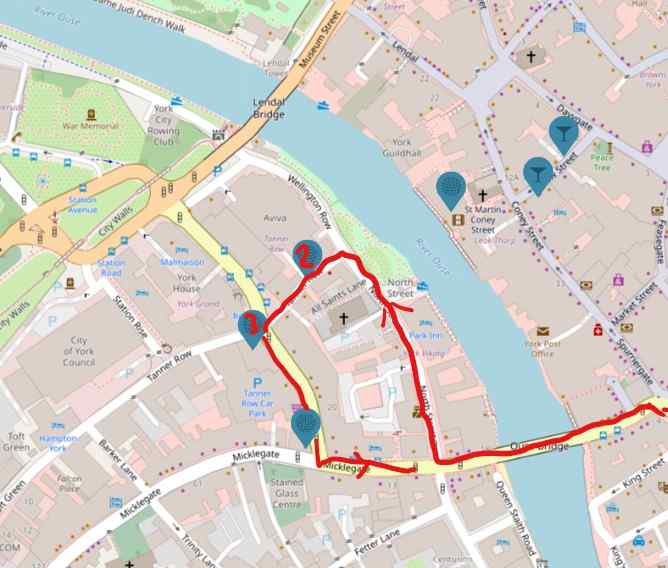 River Duse
ame Judi Dench Walk
Museum Street
Lendal
Hall
Lendal
Tower
22
Brown
York
War Memorial
York
City
Rowing
Club
Lendal
Bridge
Davygate
York
Guildhall
Peace
Tree
Street
Station
Avenue
City Walls
Wellington Row
Aviva
St Martin
Coney
Street
Coney Street
River Ouse
Feasegate
Station
Road
Malmaison
Tanner
Row
2
York
House
All Saints Lane
North
Street
Market Street
City Walls
Station Rise
York Grand
Spurriergate
City of
York
Council
Tanner Row
Park Inn
York Post
Office
P
Tanner
Row Car
Park
North Street
Toft
Green
Hampton
York
Barker Lane
Micklegate
Micklegate
Ouse Bridge
Falcon
Place
Micklegate
Stained
Glass
Centre
King Street
Queen Staith Road
Trinity Lane
Fetter Lane